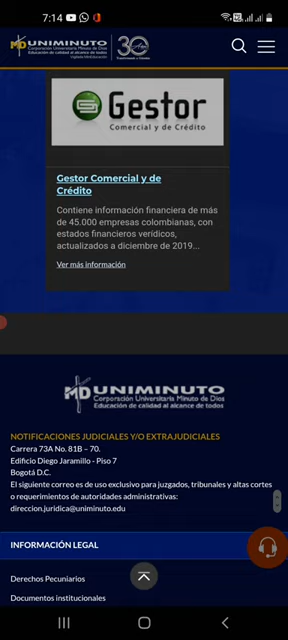 7:14
UNIMINUTO
Corporación Universitaria Minuto de Dios
Educación de calidad al alcance de todos
Vigilada MinEducación
30
Gestor
Comercial y de Crédito
Gestor Comercial y de
Crédito
Contiene información financiera de más
de 45.000 empresas colombianas, con
estados financieros verídicos,
actualizados a diciembre de 2019...
Ver más información
UNIMINUTO
Corporación Universitaria Minuto de Dios
Educación de calidad al alcance de todos
NOTIFICACIONES JUDICIALES Y/O EXTRAJUDICIALES
Carrera 73A No. 81B – 70.
Edificio Diego Jaramillo - Piso 7
Bogotá D.C.
El siguiente correo es de uso exclusivo para juzgados, tribunales y altas cortes
o requerimientos de autoridades administrativas:
direccion.juridica@uniminuto.edu
INFORMACIÓN LEGAL
Derechos Pecuniarios
Documentos institucionales